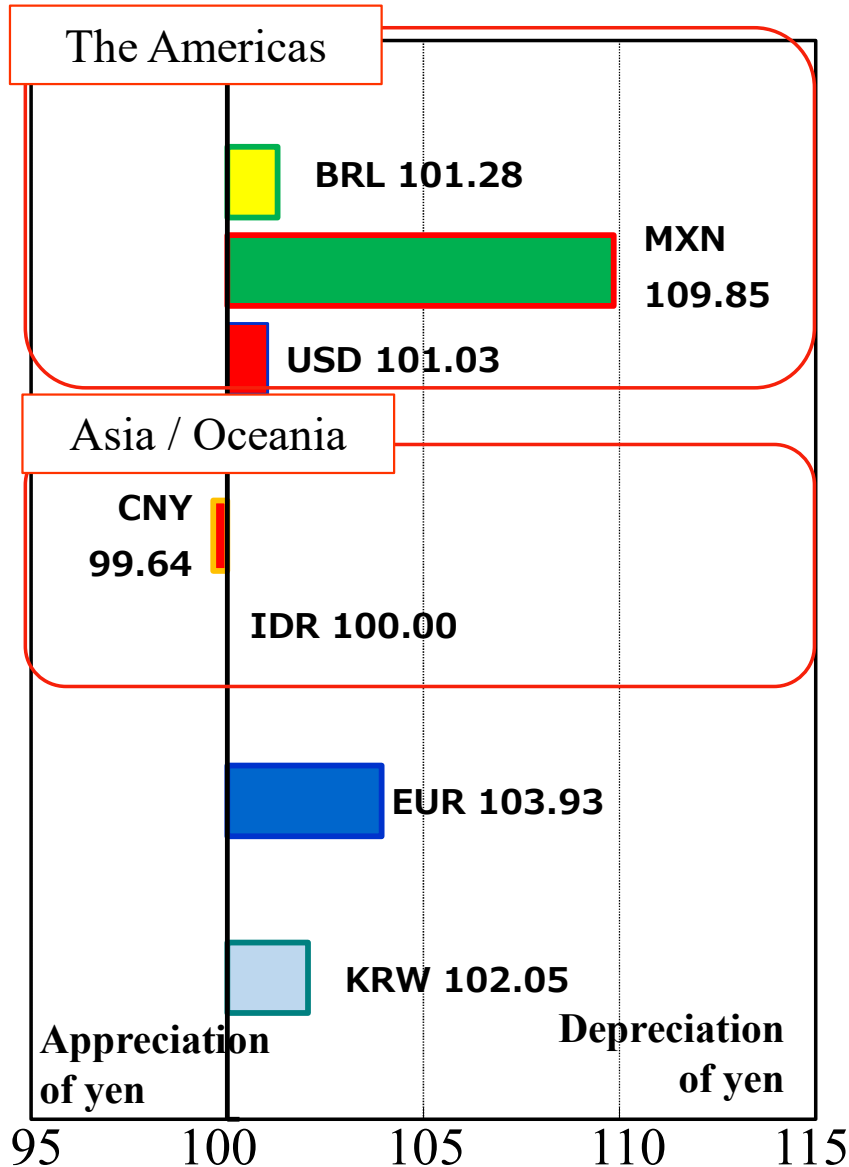 The Americas
BRL 101.28
MXN
109.85
USD 101.03
Asia / Oceania
CNY
99.64
IDR 100.00
EUR 103.93
KRW 102.05
Appreciation
of yen
Depreciation
of yen
95 100 105 110 115